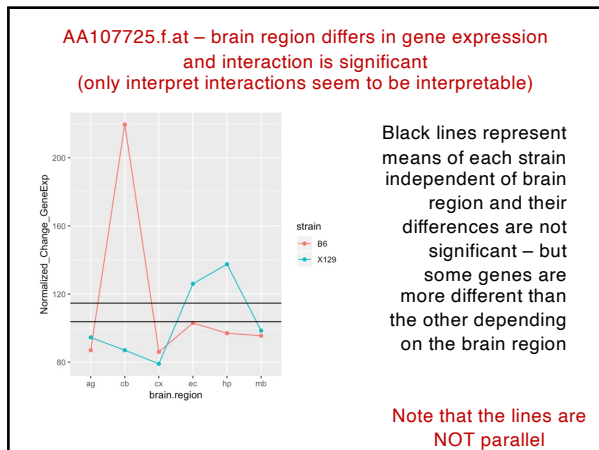 AA107725.f.at – brain region differs in gene expression
and interaction is significant
(only interpret interactions seem to be interpretable)
Normalized_Change_GeneExp
200
160
120
80
ag cb cx ec hp mb
brain.region
strain
B6
X129
Black lines represent
means of each strain
independent of brain
region and their
differences are not
significant – but
some genes are
more different than
the other depending
on the brain region
Note that the lines are
NOT parallel